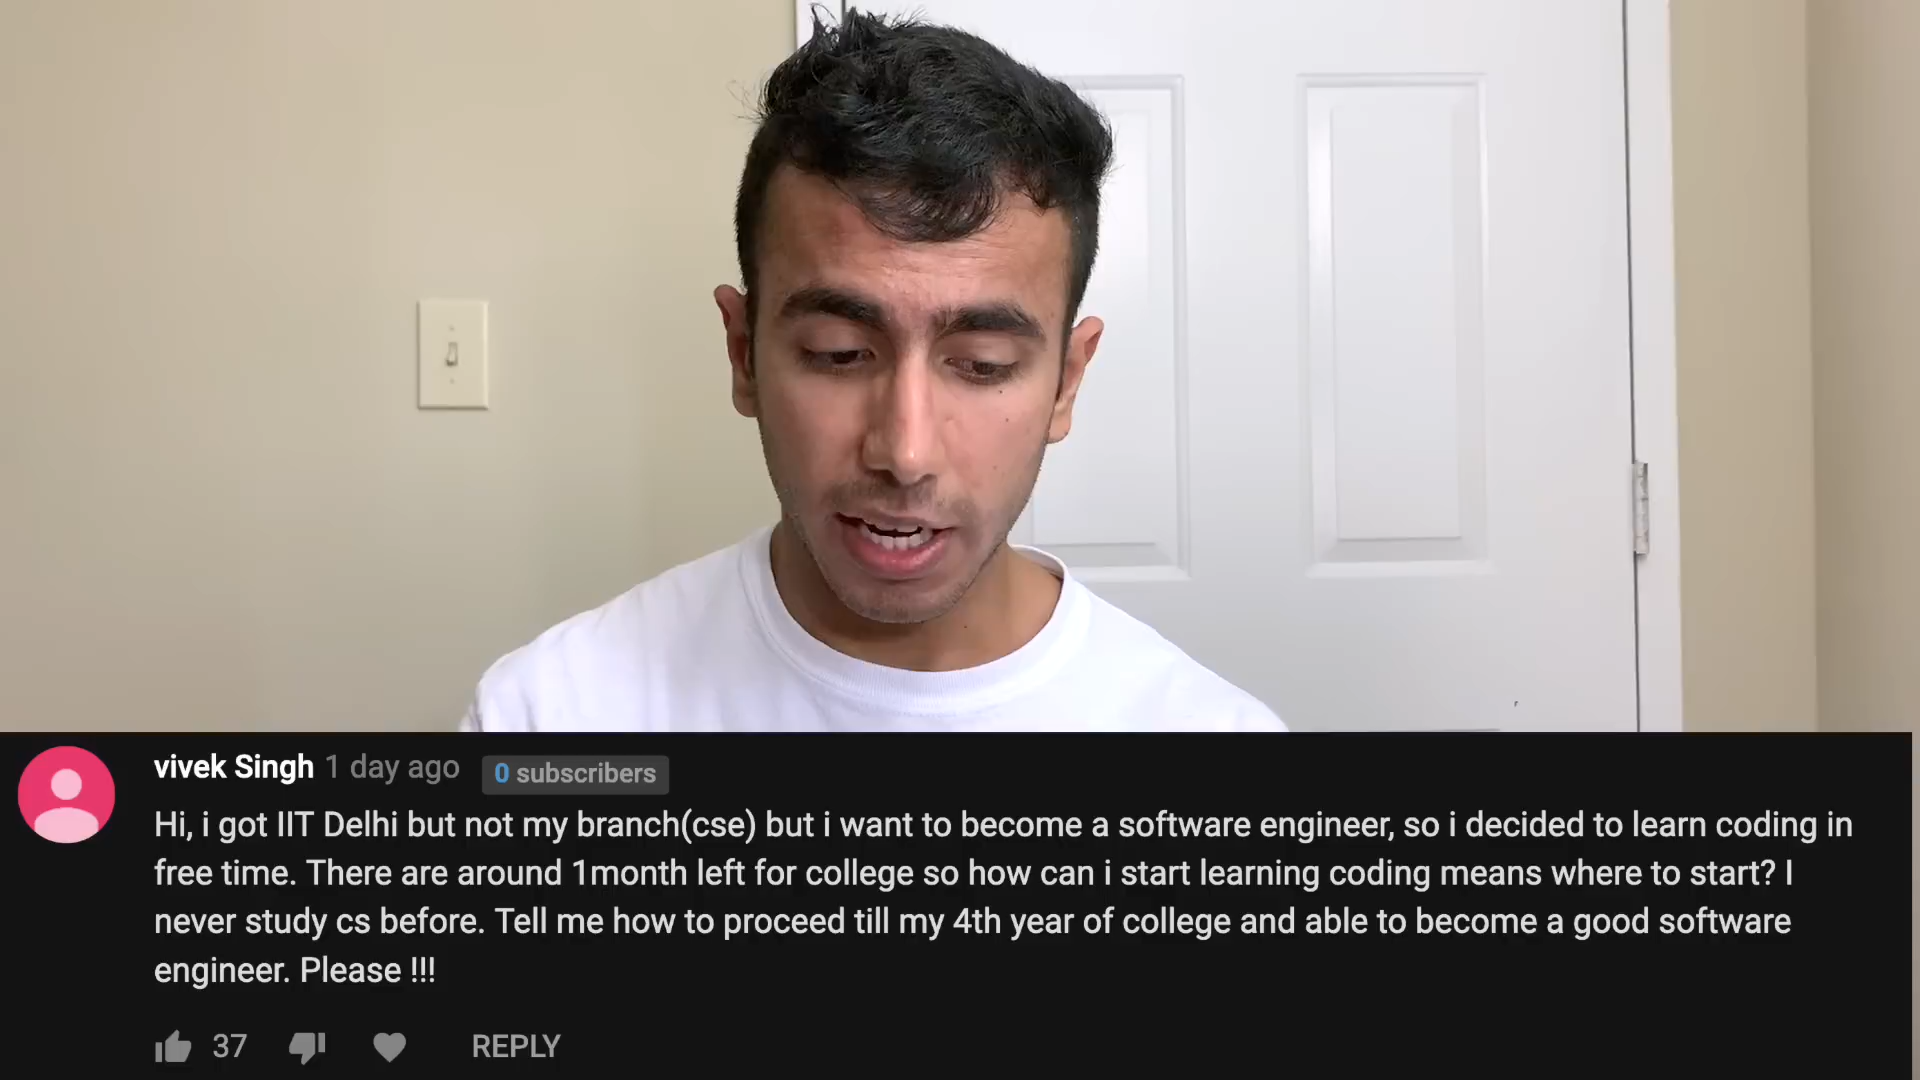 vivek Singh 1 day ago 0 subscribers
Hi, i got IIT Delhi but not my branch(cse) but i want to become a software engineer, so i decided to learn coding in
free time. There are around 1month left for college so how can i start learning coding means where to start? I
never study cs before. Tell me how to proceed till my 4th year of college and able to become a good software
engineer. Please !!!
37 REPLY